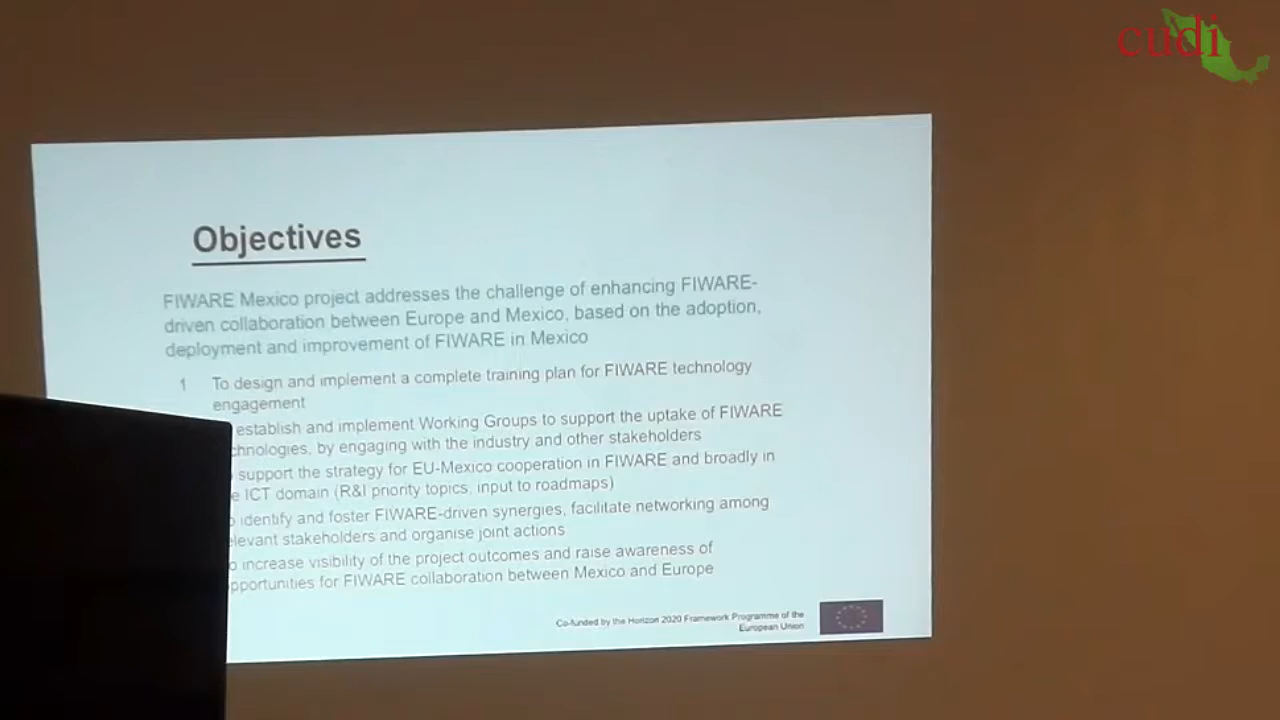 cudi
Objectives
FIWARE Mexico project addresses the challenge of enhancing FIWARE-
driven collaboration between Europe and Mexico, based on the adoption,
deployment and improvement of FIWARE in Mexico
1 To design and implement a complete training plan for FIWARE technology
engagement
establish and implement Working Groups to support the uptake of FIWARE
chnologies, by engaging with the industry and other stakeholders
support the strategy for EU-Mexico cooperation in FIWARE and broadly in
e ICT domain (R&I priority topics, input to roadmaps)
o identify and foster FIWARE-driven synergies, facilitate networking among
elevant stakeholders and organise joint actions
o increase visibility of the project outcomes and raise awareness of
pportunities for FIWARE collaboration between Mexico and Europe
Co-funded by the Horizon 2020 Framework Programme of the
European Union